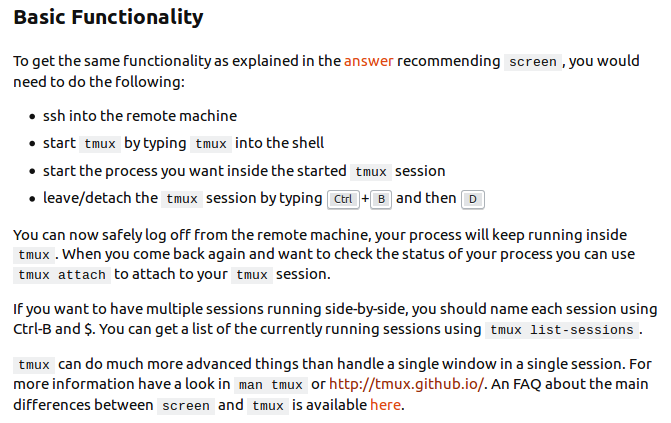 Basic Functionality
To get the same functionality as explained in the answer recommending screen, you would
need to do the following:
• ssh into the remote machine
• start tmux by typing tmux into the shell
• start the process you want inside the started tmux session
• leave/detach the tmux session by typing Ctrl+B and then D
You can now safely log off from the remote machine, your process will keep running inside
tmux. When you come back again and want to check the status of your process you can use
tmux attach to attach to your tmux session.
If you want to have multiple sessions running side-by-side, you should name each session using
Ctrl-B and $. You can get a list of the currently running sessions using tmux list-sessions.
tmux can do much more advanced things than handle a single window in a single session. For
more information have a look in man tmux or http://tmux.github.io/. An FAQ about the main
differences between screen and tmux is available here.